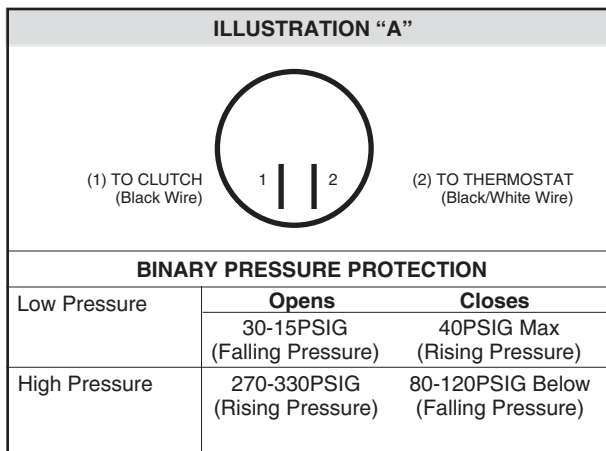 ILLUSTRATION “A”
(1) TO CLUTCH
(Black Wire)
1
2
(2) TO THERMOSTAT
(Black/White Wire)
BINARY PRESSURE PROTECTION
Low Pressure
Opens
Closes
30-15PSIG
(Falling Pressure)
40PSIG Max
(Rising Pressure)
High Pressure
270-330PSIG
(Rising Pressure)
80-120PSIG Below
(Falling Pressure)